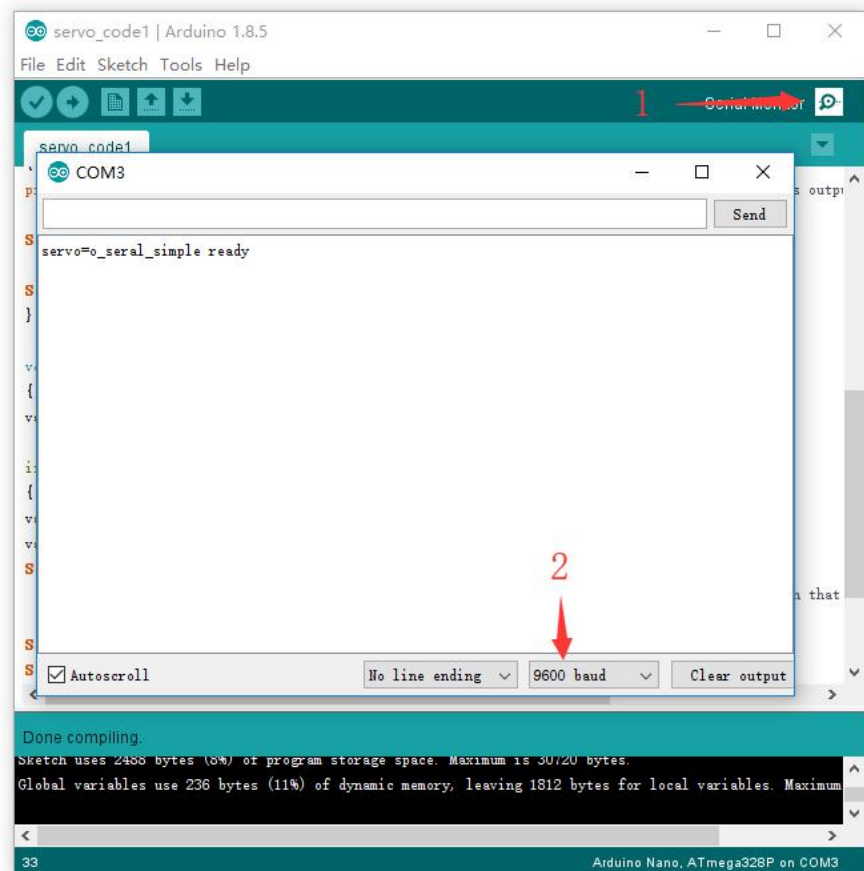 servo_code1 | Arduino 1.8.5
File Edit Sketch Tools Help
1
Serial Monitor
servo_code1
COM3
s outp
Send
servo=o_seral_simple ready
S
S
}
{
{
S
2
n that
S
S
Autoscroll
No line ending
9600 baud
Clear output
Done compiling.
Sketch uses 2488 bytes (8%) of program storage space. Maximum is 30720 bytes.
Global variables use 236 bytes (11%) of dynamic memory, leaving 1812 bytes for local variables. Maximum
33
Arduino Nano, ATmega328P on COM3